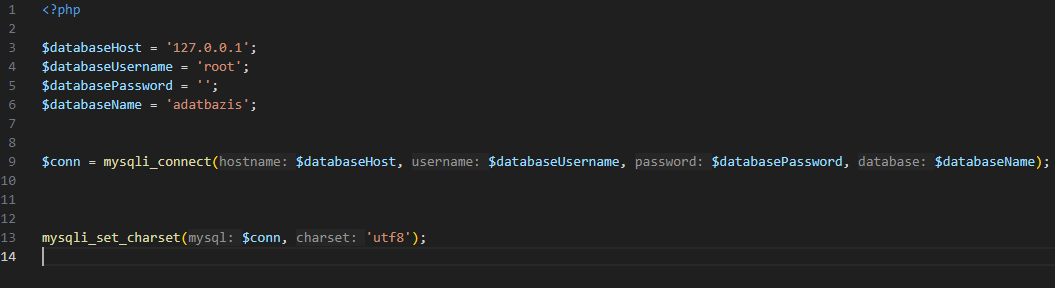 1 <?php
2
3 $databaseHost = '127.0.0.1';
4 $databaseUsername = 'root';
5 $databasePassword = '';
6 $databaseName = 'adatbazis';
7
8
9 $conn = mysqli_connect(hostname: $databaseHost, username: $databaseUsername, password: $databasePassword, database: $databaseName);
10
11
12
13 mysqli_set_charset(mysql: $conn, charset: 'utf8');
14